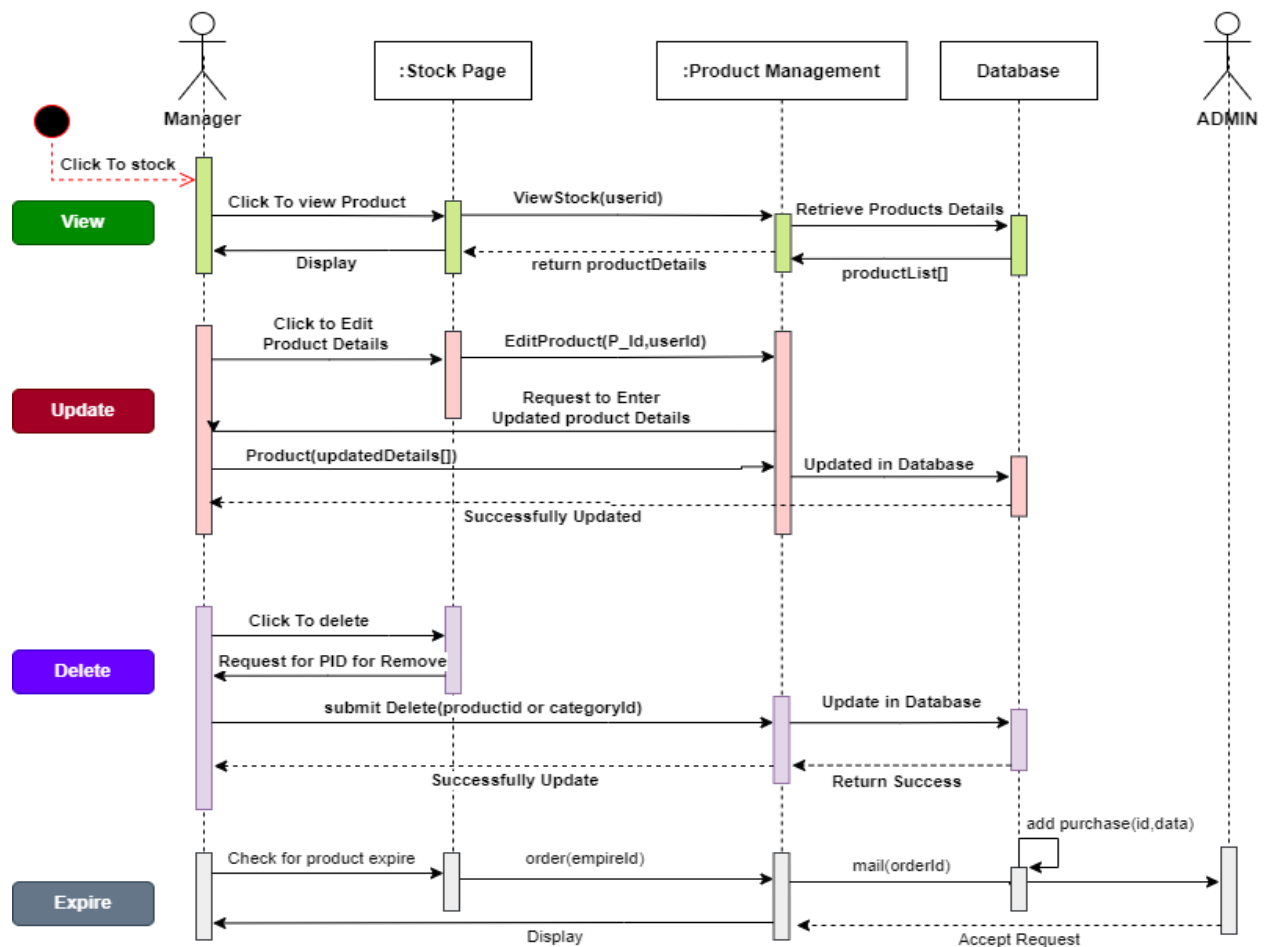 :Stock Page
:Product Management
Database
Manager
ADMIN
Click To stock
View
Click To view Product
ViewStock(userid)
Retrieve Products Details
Display
return productDetails
productList[]
Click to Edit
Product Details
EditProduct(P_Id,userId)
Update
Request to Enter
Updated product Details
Product(updatedDetails[])
Updated in Database
Successfully Updated
Click To delete
Delete
Request for PID for Remove
submit Delete(productid or categoryId)
Update in Database
Successfully Update
Return Success
add purchase(id,data)
Check for product expire
order(empireId)
mail(orderId)
Expire
Display
Accept Request